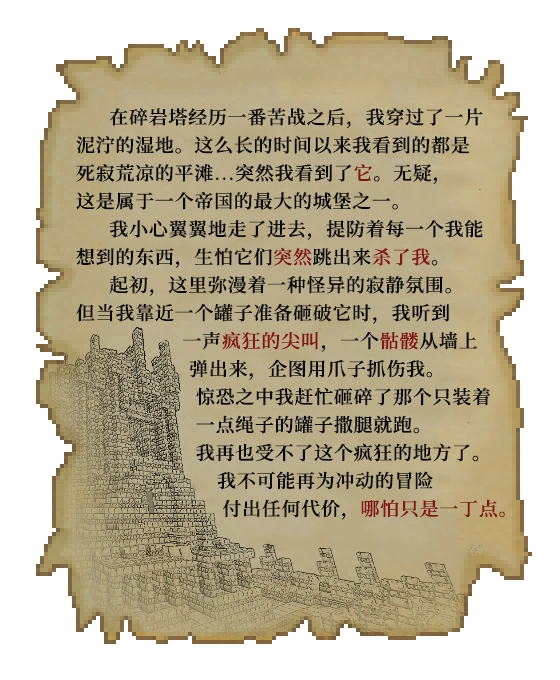 在碎岩塔经历一番苦战之后，我穿过了一片
泥泞的湿地。这么长的时间以来我看到的都是
死寂荒凉的平滩...突然我看到了它。无疑，
这是属于一个帝国的最大的城堡之一。
我小心翼翼地走了进去，提防着每一个我能
想到的东西，生怕它们突然跳出来杀了我。
起初，这里弥漫着一种怪异的寂静氛围。
但当我靠近一个罐子准备砸破它时，我听到
一声疯狂的尖叫，一个骷髅从墙上
弹出来，企图用爪子抓伤我。
惊恐之中我赶忙砸碎了那个只装着
一点绳子的罐子撒腿就跑。
我再也受不了这个疯狂的地方了。
我不可能再为冲动的冒险
付出任何代价，哪怕只是一丁点。